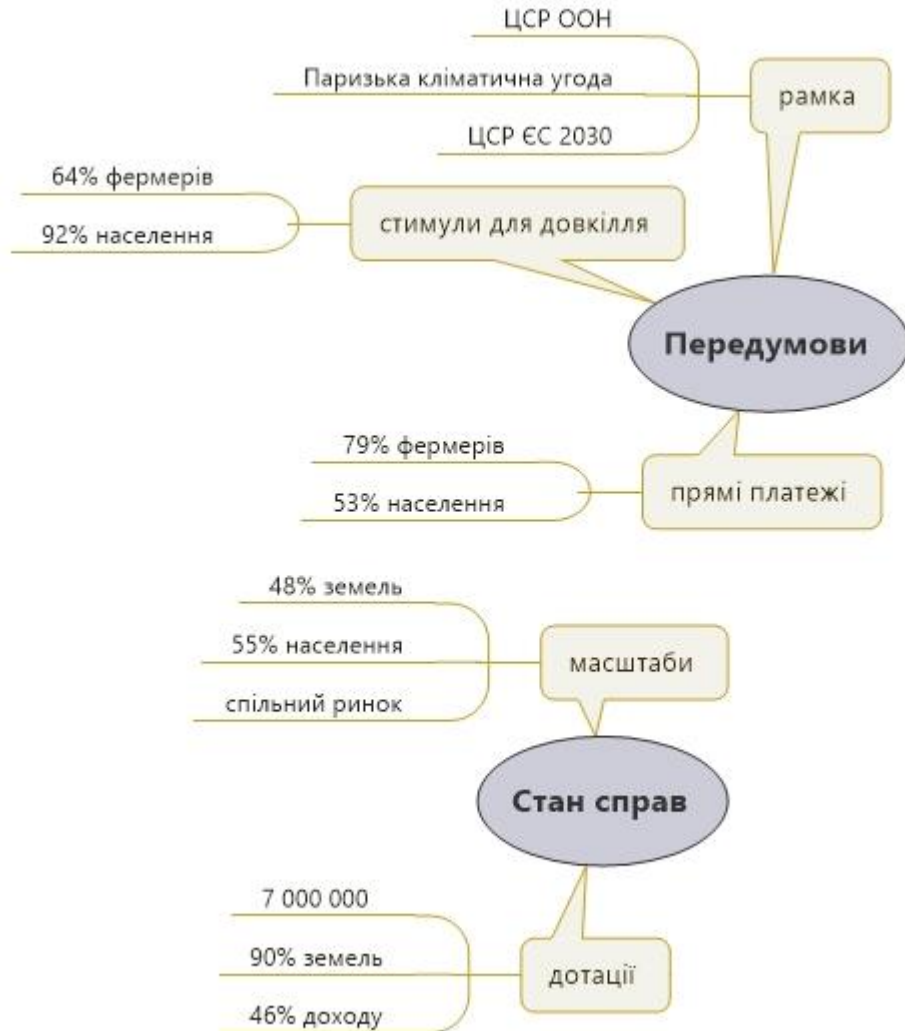 ЦСР ООН
Паризька кліматична угода
ЦСР ЄС 2030
рамка
64% фермерів
92% населення
стимули для довкілля
Передумови
79% фермерів
53% населення
прямі платежі
48% земель
55% населення
спільний ринок
масштаби
Стан справ
7 000 000
90% земель
46% доходу
дотації